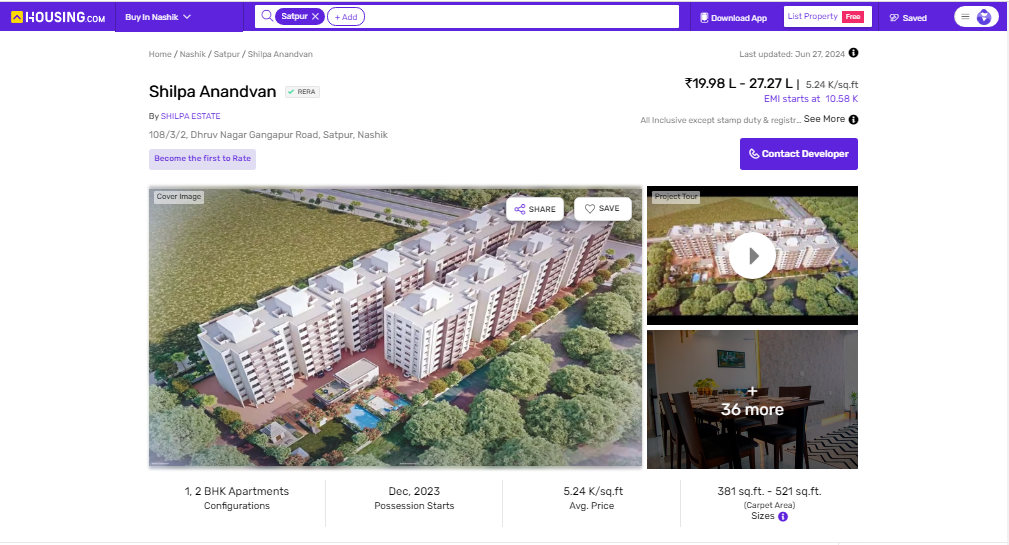 HOUSING.COM
Buy In Nashik
Satpur
+ Add
Download App
List Property Free
Saved
Home / Nashik / Satpur / Shilpa Anandvan
Last updated: Jun 27, 2024
Shilpa Anandvan
RERA
₹19.98 L - 27.27 L | 5.24 K/sq.ft
EMI starts at 10.58 K
By SHILPA ESTATE
All Inclusive except stamp duty & registr... See More
108/3/2, Dhruv Nagar Gangapur Road, Satpur, Nashik
Contact Developer
Become the first to Rate
Cover Image
SHARE
SAVE
Project Tour
+
36 more
1, 2 BHK Apartments
Configurations
Dec, 2023
Possession Starts
5.24 K/sq.ft
Avg. Price
381 sq.ft. - 521 sq.ft.
(Carpet Area)
Sizes